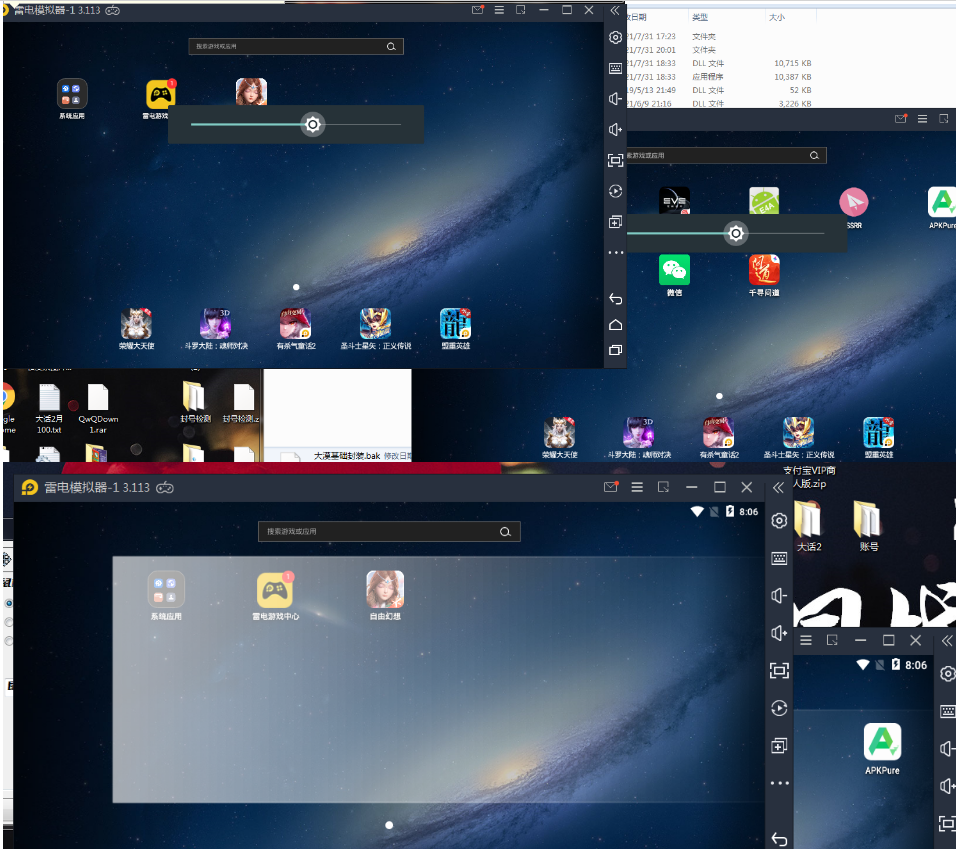 雷电模拟器-1 3.113
搜索游戏或应用
系统应用
雷电游戏
1
荣耀大天使
3D
斗罗大陆：魂师对决
有杀气童话2
圣斗士星矢：正义传说
盟重英雄
改日期 类型 大小
21/7/31 17:23 文件夹
21/7/31 20:01 文件夹
21/7/31 18:33 DLL 文件 10,715 KB
21/7/31 18:33 应用程序 10,387 KB
19/5/13 21:49 DLL 文件 52 KB
21/6/9 21:16 DLL 文件 3,226 KB
索游戏或应用
EVE
E4A
SSRR
APKPure
微信
问道
千寻问道
3D
荣耀大天使
斗罗大陆：魂师对决
有杀气童话2
圣斗士星矢：正义传说
盟重英雄
gle
ome
大话2月
100.txt
QwQDown
1.rar
封号检测
封号检测.z
大漠基础封装.bak 修改日期
雷电模拟器-1 3.113
8:06
搜索游戏或应用
系统应用
1
雷电游戏中心
自由幻想
支付宝VIP商
人版.zip
大话2
账号
8:06
APKPure